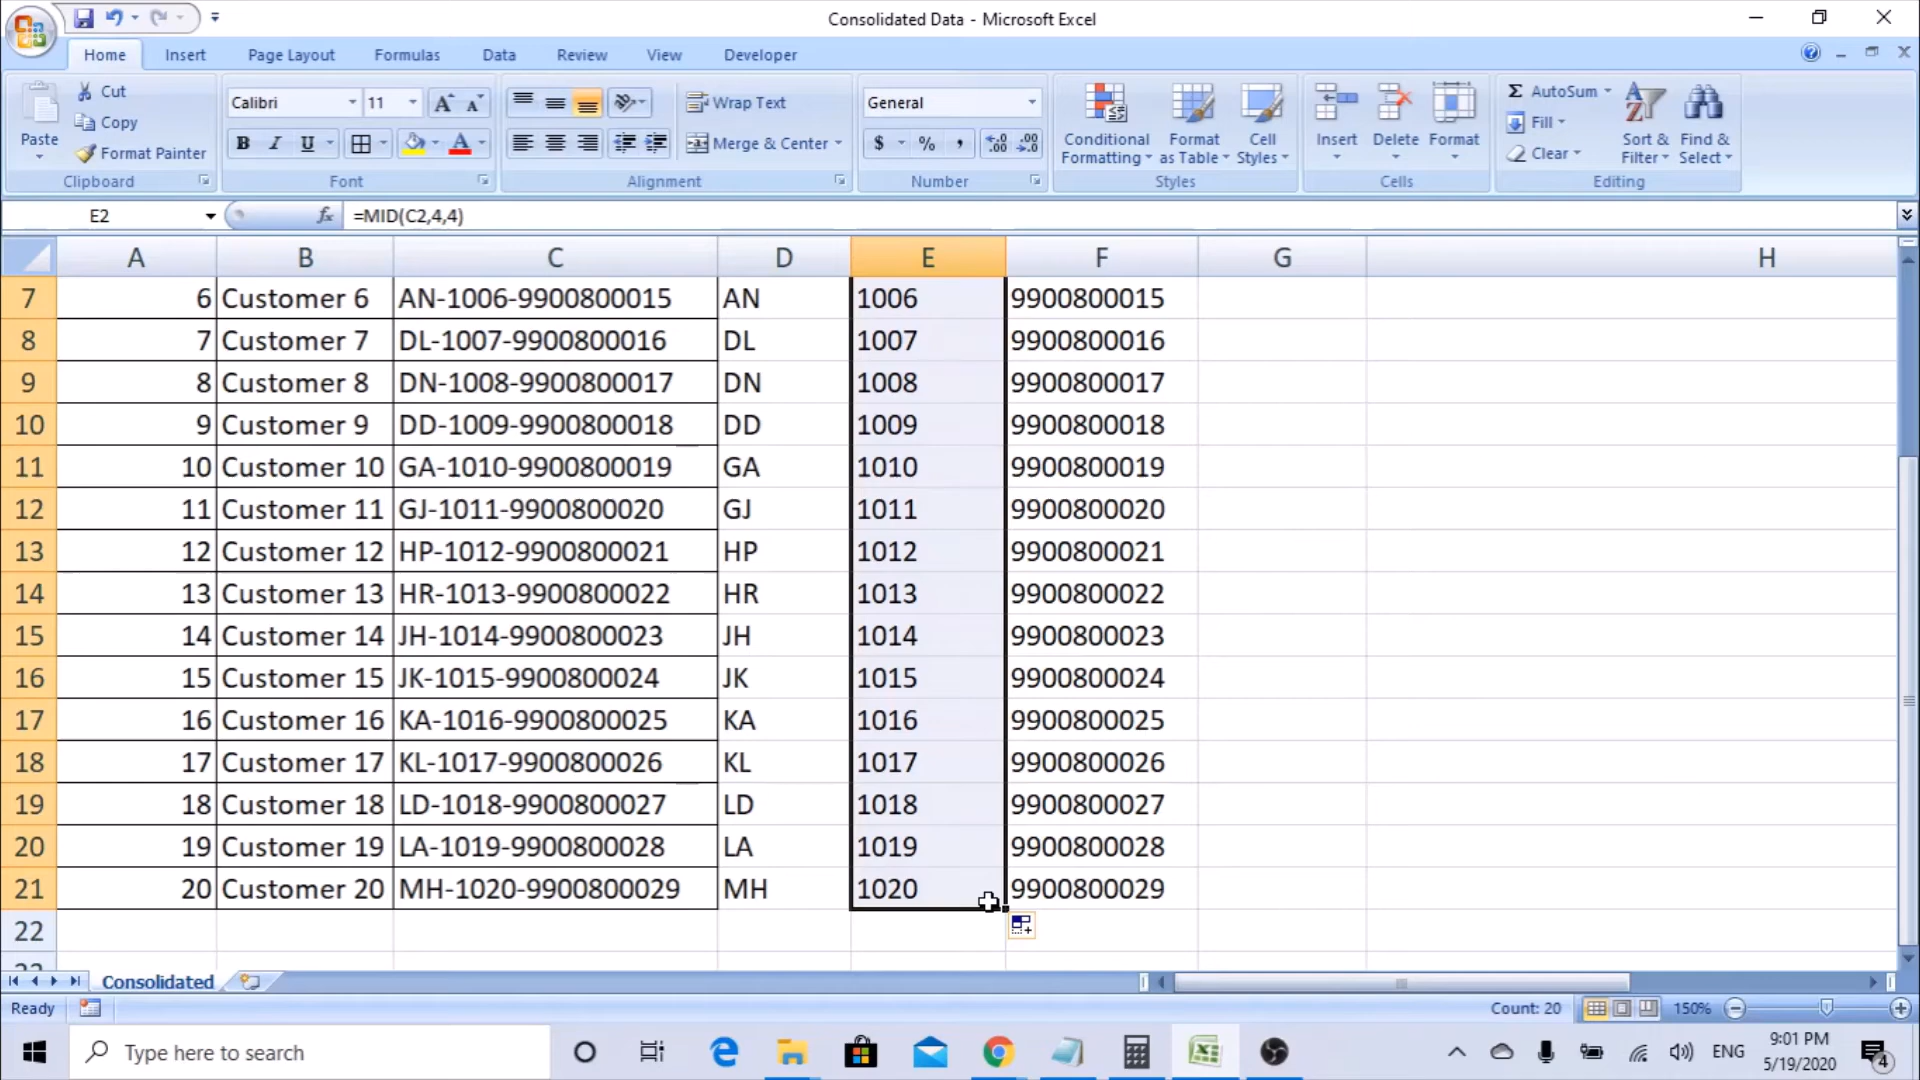 Consolidated Data - Microsoft Excel
Home Insert Page Layout Formulas Data Review View Developer
Paste Cut Copy Format Painter Clipboard
Calibri 11 A A B I U A Font
Wrap Text Merge & Center Alignment
General $ % , .0 .00 .00 .0 Number
Conditional Formatting Format as Table Cell Styles Styles
Insert Delete Format Cells
Σ AutoSum Fill Clear Sort & Filter Find & Select Editing
E2 fx =MID(C2,4,4)
A B C D E F G H
7 6 Customer 6 AN-1006-9900800015 AN 1006 9900800015
8 7 Customer 7 DL-1007-9900800016 DL 1007 9900800016
9 8 Customer 8 DN-1008-9900800017 DN 1008 9900800017
10 9 Customer 9 DD-1009-9900800018 DD 1009 9900800018
11 10 Customer 10 GA-1010-9900800019 GA 1010 9900800019
12 11 Customer 11 GJ-1011-9900800020 GJ 1011 9900800020
13 12 Customer 12 HP-1012-9900800021 HP 1012 9900800021
14 13 Customer 13 HR-1013-9900800022 HR 1013 9900800022
15 14 Customer 14 JH-1014-9900800023 JH 1014 9900800023
16 15 Customer 15 JK-1015-9900800024 JK 1015 9900800024
17 16 Customer 16 KA-1016-9900800025 KA 1016 9900800025
18 17 Customer 17 KL-1017-9900800026 KL 1017 9900800026
19 18 Customer 18 LD-1018-9900800027 LD 1018 9900800027
20 19 Customer 19 LA-1019-9900800028 LA 1019 9900800028
21 20 Customer 20 MH-1020-9900800029 MH 1020 9900800029
22
Consolidated
Ready Count: 20 150%
Type here to search ENG 9:01 PM
5/19/2020 4